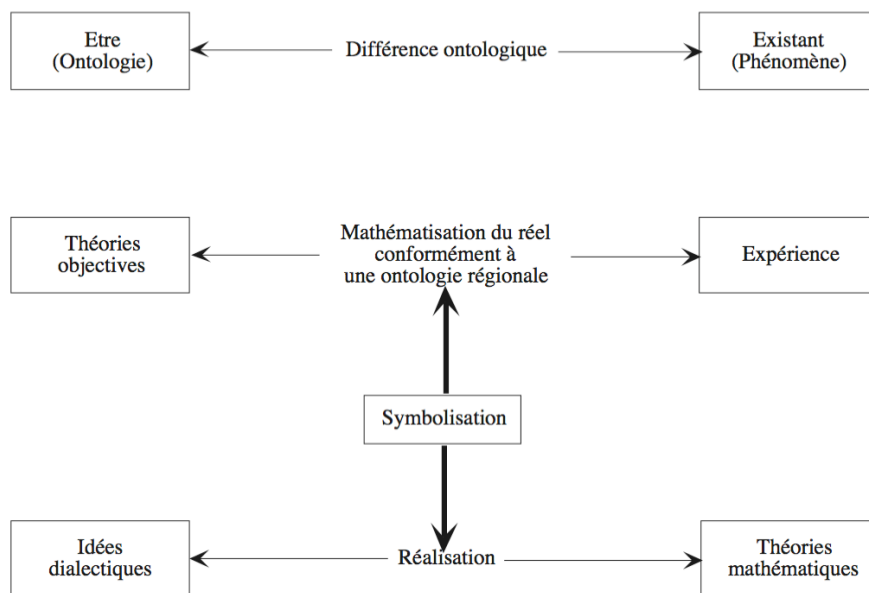 Etre
(Ontologie)
Différence ontologique
Existant
(Phénomène)
Théories
objectives
Mathématisation du réel
conformément à
une ontologie régionale
Expérience
Symbolisation
Idées
dialectiques
Réalisation
Théories
mathématiques